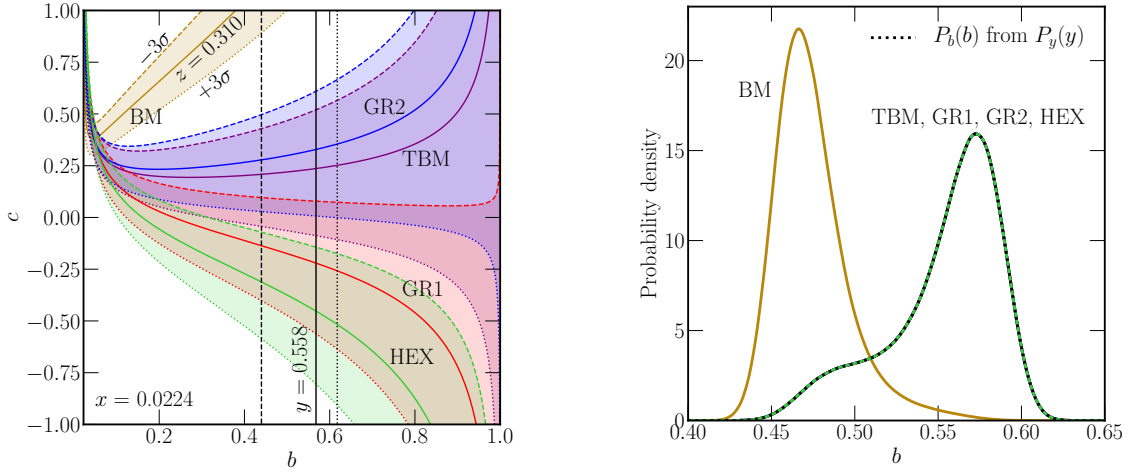 1.00
0.75
0.50
0.25
0.00
−0.25
−0.50
−0.75
−1.00
c
−3σ
z = 0.310
+3σ
BM
GR2
TBM
GR1
HEX
y = 0.558
x = 0.0224
0.2
0.4
0.6
0.8
1.0
b
20
15
10
5
0
Probability density
P_b(b) from P_y(y)
BM
TBM, GR1, GR2, HEX
0.40
0.45
0.50
0.55
0.60
0.65
b